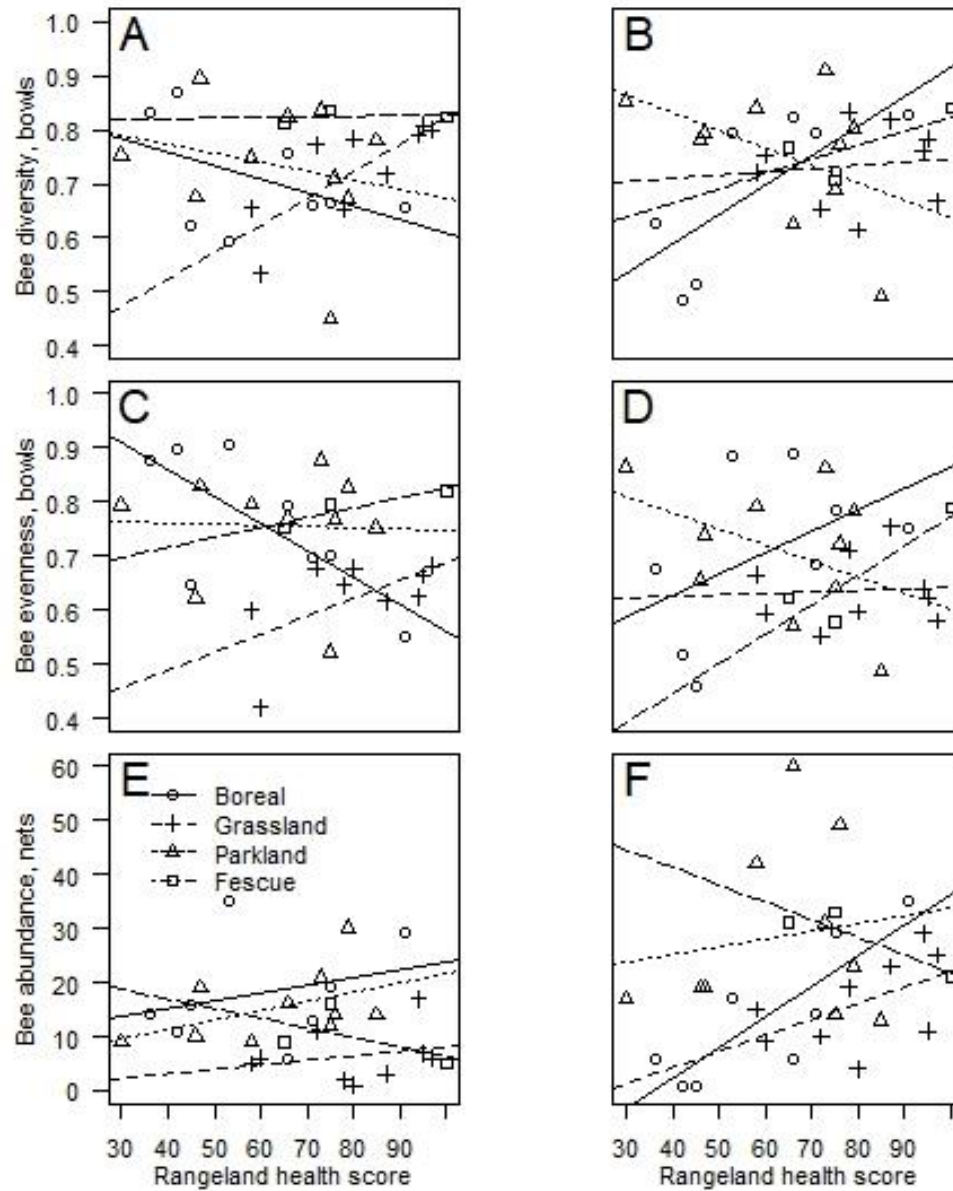 A
B
1.0
0.9
0.8
0.7
0.6
0.5
0.4
Bee diversity, bowls
C
D
1.0
0.9
0.8
0.7
0.6
0.5
0.4
Bee evenness, bowls
E
F
60
50
40
30
20
10
0
Bee abundance, nets
Boreal
Grassland
Parkland
Fescue
30 40 50 60 70 80 90
30 40 50 60 70 80 90
Rangeland health score
Rangeland health score